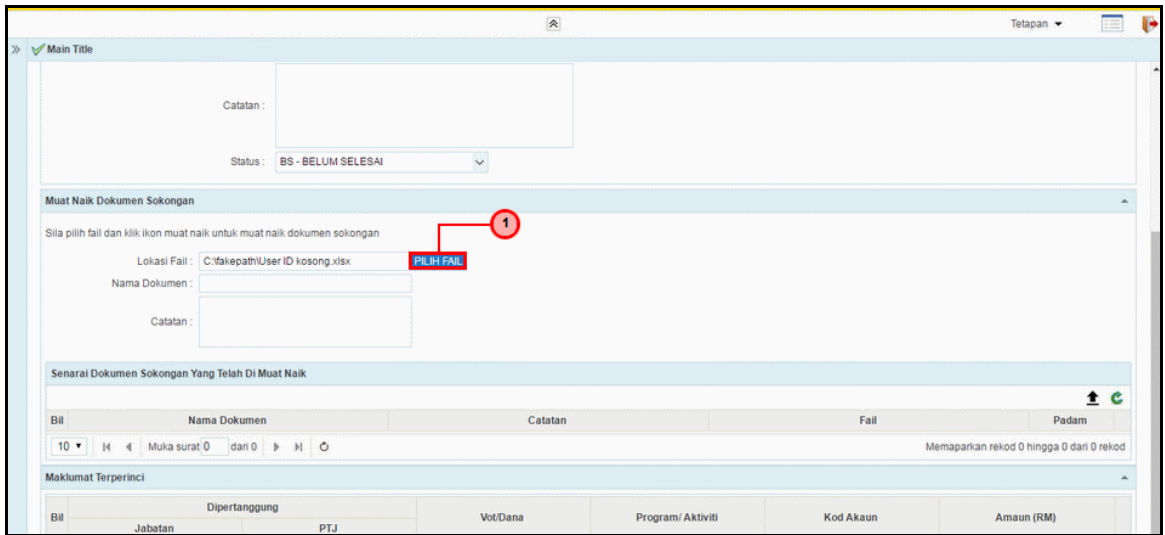 Tetapan
Main Title
Catatan :
Status : BS - BELUM SELESAI
Muat Naik Dokumen Sokongan
1
Sila pilih fail dan klik ikon muat naik untuk muat naik dokumen sokongan
Lokasi Fail : C:\fakepath\User ID kosong.xlsx PILIH FAIL
Nama Dokumen :
Catatan :
Senarai Dokumen Sokongan Yang Telah Di Muat Naik
Bil Nama Dokumen Catatan Fail Padam
10 Muka surat 0 dari 0 Memaparkan rekod 0 hingga 0 dari 0 rekod
Maklumat Terperinci
Bil Dipertanggung Vot/Dana Program/ Aktiviti Kod Akaun Amaun (RM)
Jabatan PTJ